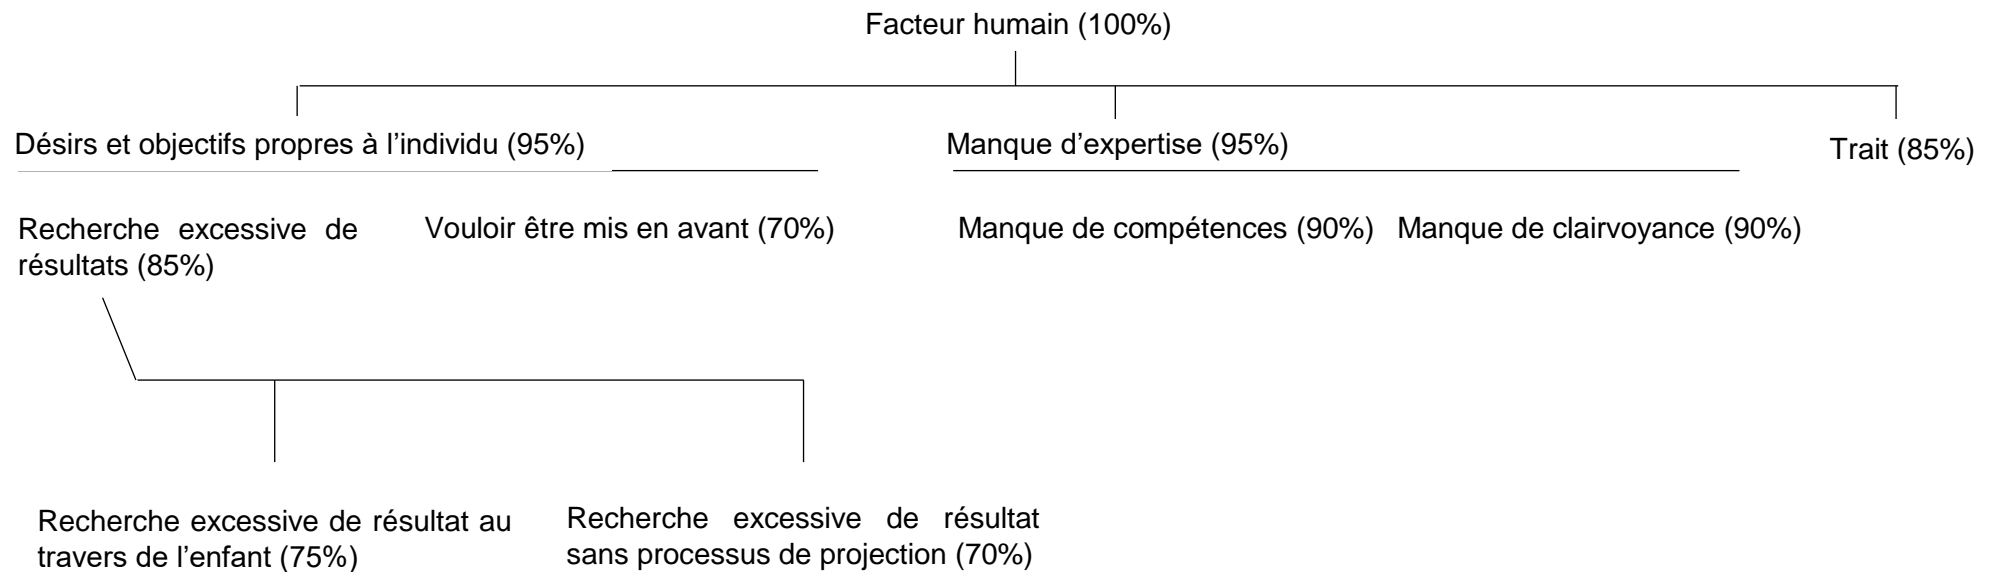 Facteur humain (100%)
Désirs et objectifs propres à l’individu (95%)
Manque d’expertise (95%)
Trait (85%)
Recherche excessive de
résultats (85%)
Vouloir être mis en avant (70%)
Manque de compétences (90%)
Manque de clairvoyance (90%)
Recherche excessive de résultat au
travers de l’enfant (75%)
Recherche excessive de résultat
sans processus de projection (70%)